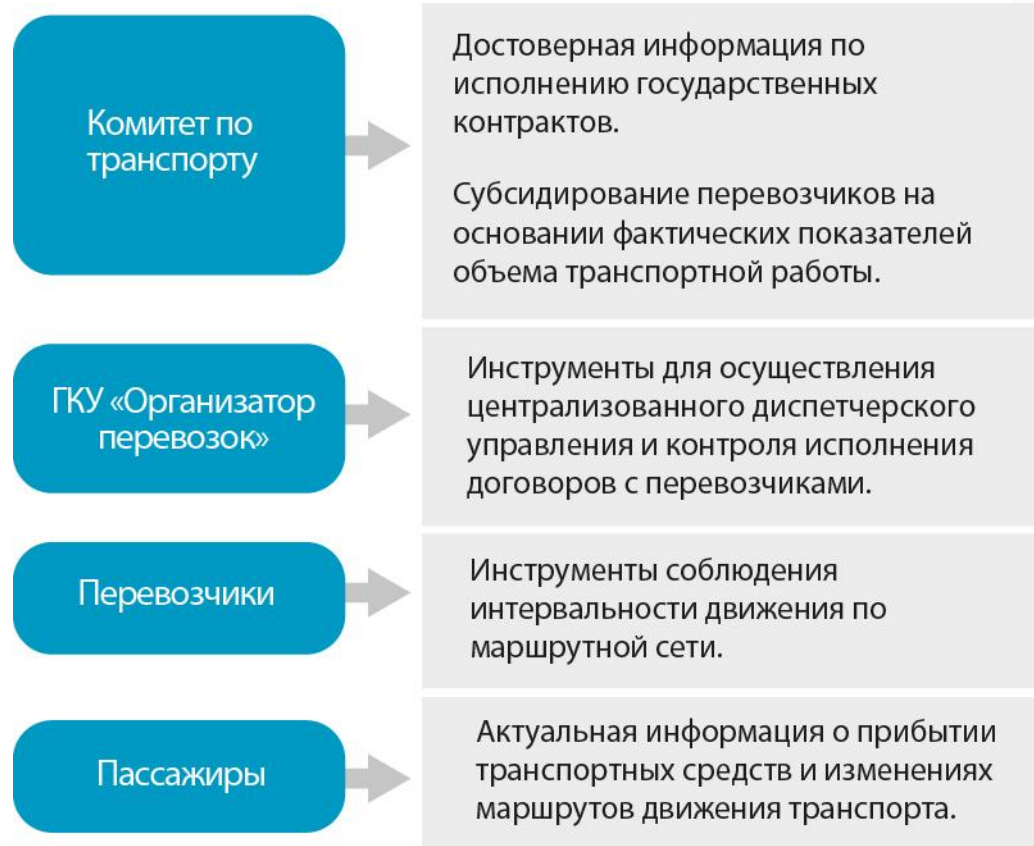 Комитет по
транспорту
Достоверная информация по
исполнению государственных
контрактов.
Субсидирование перевозчиков на
основании фактических показателей
объема транспортной работы.
ГКУ «Организатор
перевозок»
Инструменты для осуществления
централизованного диспетчерского
управления и контроля исполнения
договоров с перевозчиками.
Перевозчики
Инструменты соблюдения
интервальности движения по
маршрутной сети.
Пассажиры
Актуальная информация о прибытии
транспортных средств и изменениях
маршрутов движения транспорта.